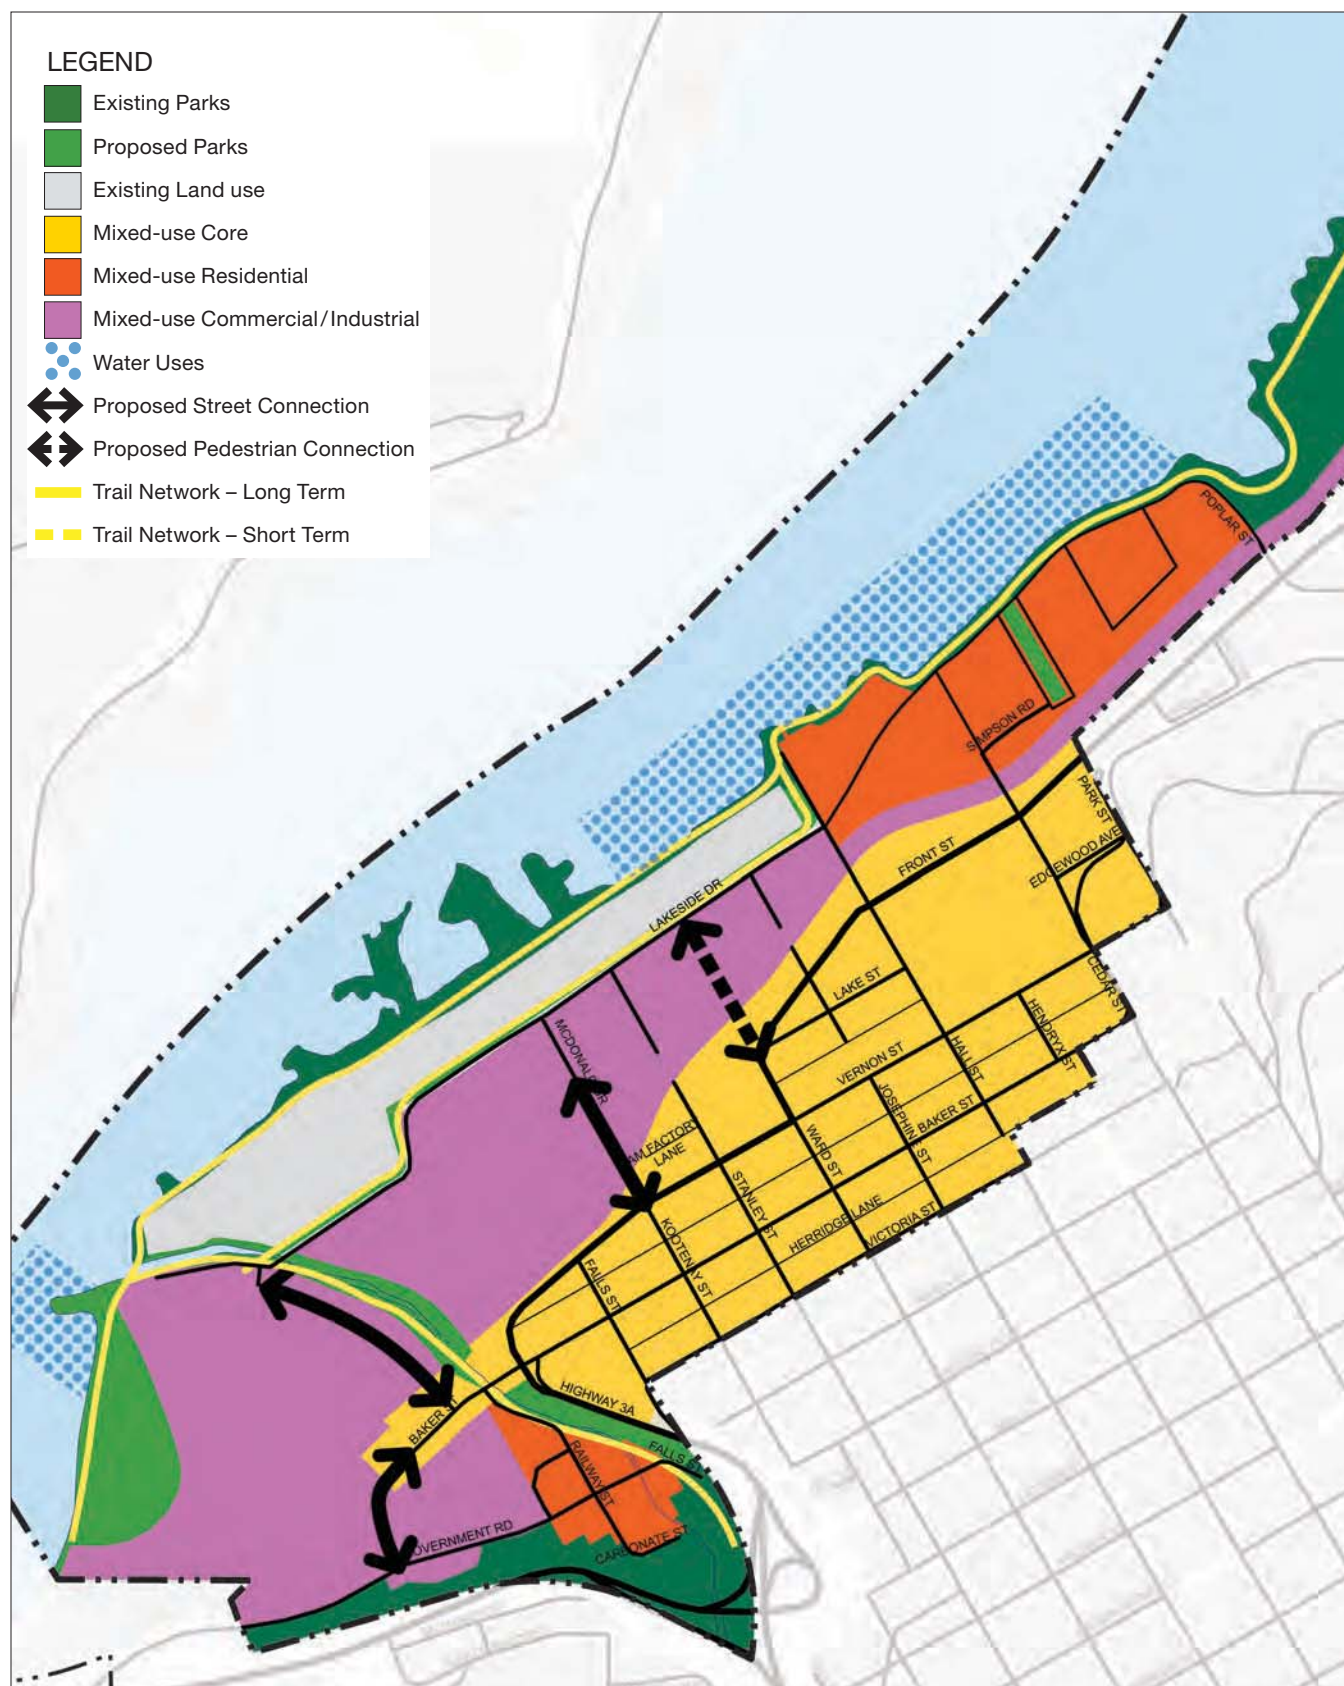 LEGEND
Existing Parks
Proposed Parks
Existing Land use
Mixed-use Core
Mixed-use Residential
Mixed-use Commercial/Industrial
Water Uses
Proposed Street Connection
Proposed Pedestrian Connection
Trail Network – Long Term
Trail Network – Short Term
POPLAR ST
SIMPSON RD
PARK ST
EDGEWOOD AVE
FRONT ST
LAKESIDE DR
LAKE ST
CEDAR ST
HENDRYX ST
HALL ST
VERNON ST
JOSEPHINE ST
BAKER ST
WARD ST
FACTORY
LANE
STANLEY ST
HERRIDGE LANE
VICTORIA ST
KOOTENAY ST
FALLS ST
HIGHWAY 3A
BAKER ST
FALLS ST
RAILWAY ST
CARBONATE ST
RD